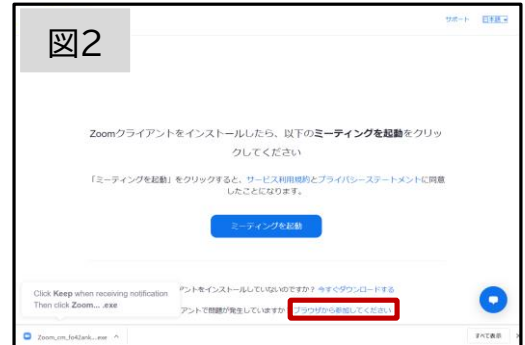 サポート 日本語
図2
Zoomクライアントをインストールしたら、以下のミーティングを起動をクリッ
クしてください
「ミーティングを起動」をクリックすると、サービス利用規約とプライバシーステートメントに同意
したことになります。
ミーティングを起動
アントをインストールしていないのですか？ 今すぐダウンロードする
Click Keep when receiving notification
Then click Zoom... .exe
アントで問題が発生していますか ブラウザから参加してください
Zoom_cm_fo42ank....exe
すべて表示